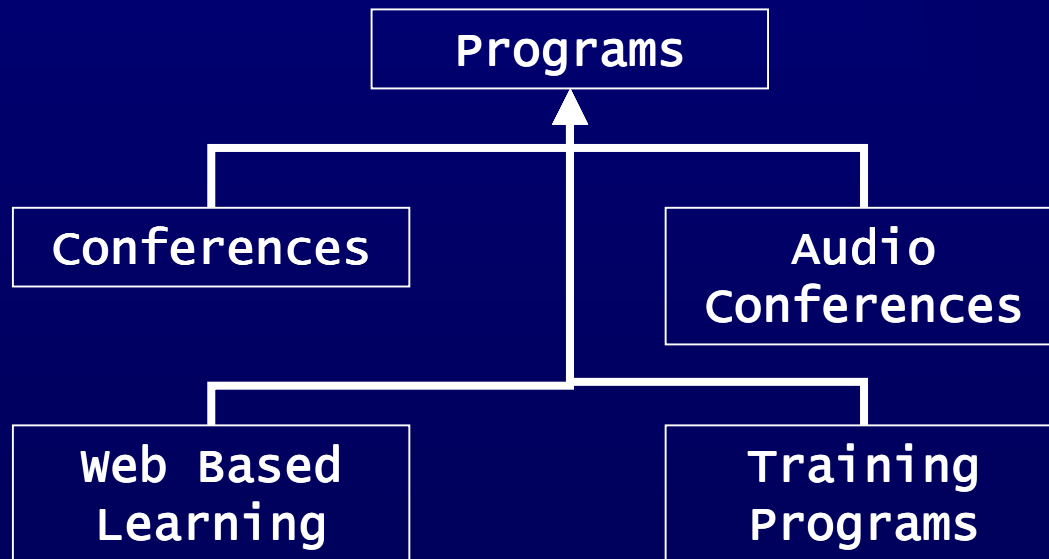 Programs
Conferences
Audio
Conferences
Web Based
Learning
Training
Programs